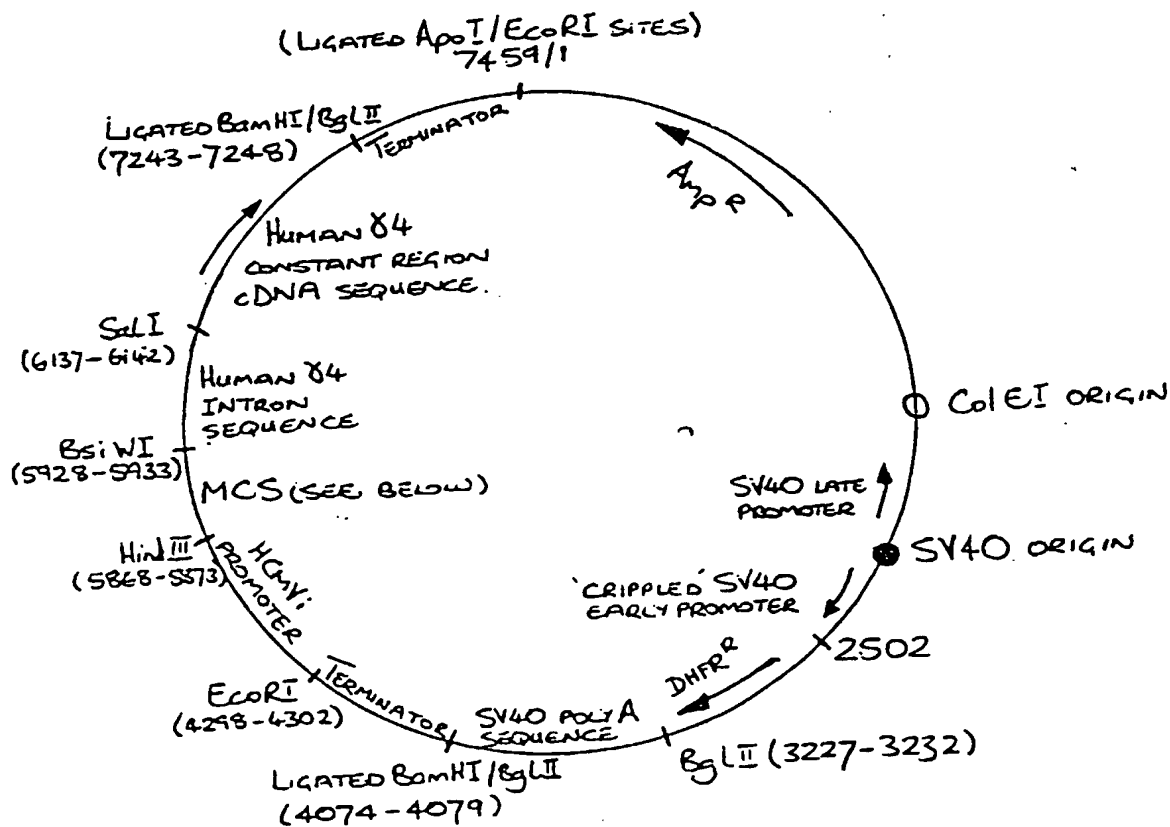 (LIGATED ApoI/EcoRI SITES)
7459/1
LIGATED BamHI/BglII
(7243-7248)
TERMINATOR
AmpR
HUMAN γ4
CONSTANT REGION
cDNA SEQUENCE.
SalI
(6137-6142)
HUMAN γ4
INTRON
SEQUENCE
ColEI ORIGIN
BsiWI
(5928-5933)
MCS (SEE BELOW)
SV40 LATE
PROMOTER
HindIII
(5868-5873)
HCMVi
PROMOTER
SV40 ORIGIN
'CRIPPLED' SV40
EARLY PROMOTER
2502
DHFR^R
EcoRI
(4298-4302)
TERMINATOR
SV40 POLY A
SEQUENCE
BglII (3227-3232)
LIGATED BamHI/BglII
(4074-4079)